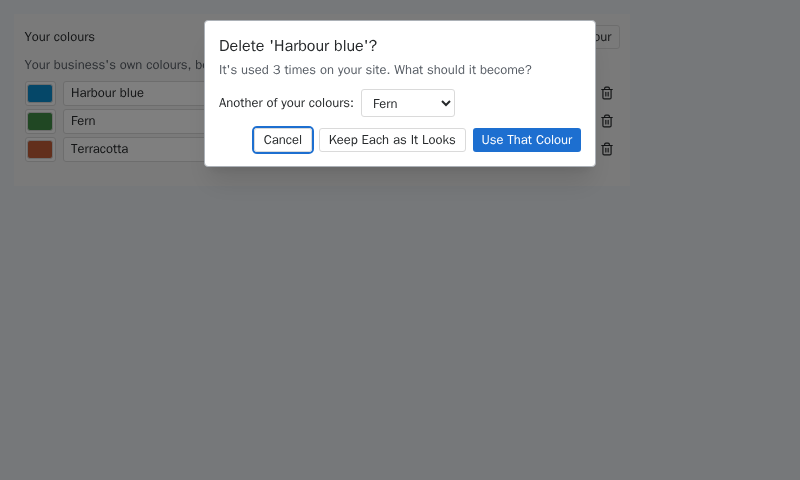 Your colours
our
Delete 'Harbour blue'?
It's used 3 times on your site. What should it become?
Your business's own colours, be
Another of your colours: Fern
Harbour blue
Fern
Terracotta
Cancel
Keep Each as It Looks
Use That Colour